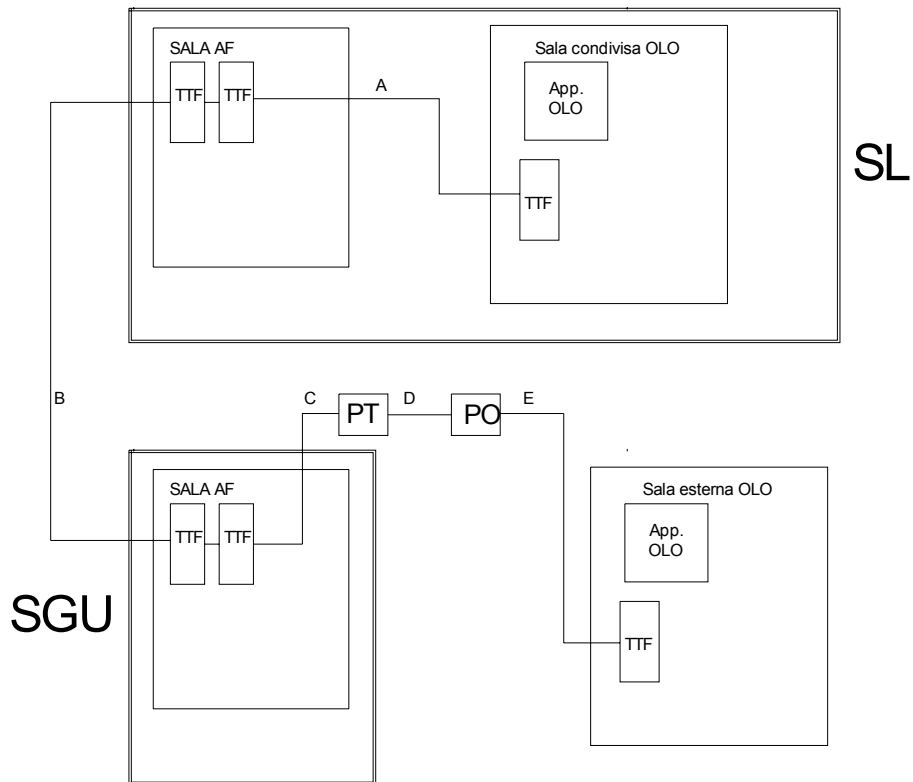 SALA AF
TTF
TTF
A
Sala condivisa OLO
App.
OLO
TTF
SL
B
C
PT
D
PO
E
SALA AF
TTF
TTF
SGU
Sala esterna OLO
App.
OLO
TTF